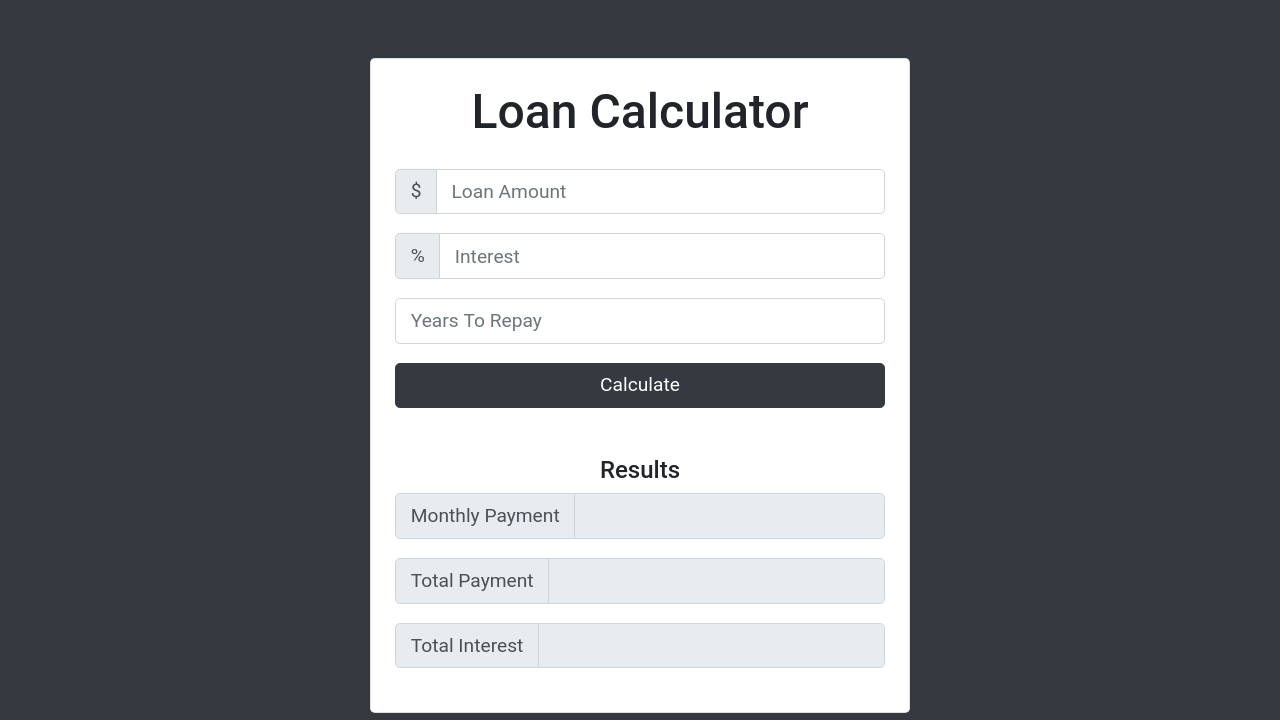 Loan Calculator
$ Loan Amount
% Interest
Years To Repay
Calculate
Results
Monthly Payment
Total Payment
Total Interest